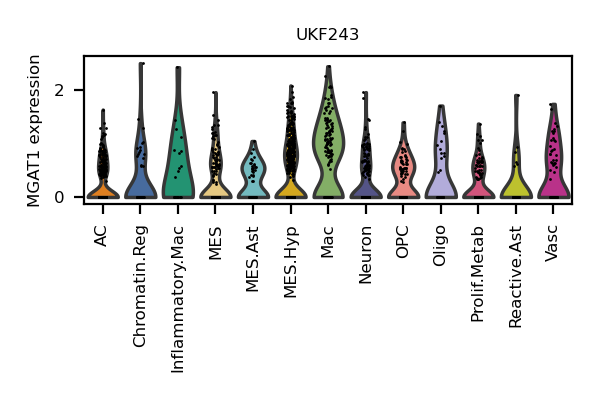 UKF243
MGAT1 expression
2
0
AC
Chromatin.Reg
Inflammatory.Mac
MES
MES.Ast
MES.Hyp
Mac
Neuron
OPC
Oligo
Prolif.Metab
Reactive.Ast
Vasc